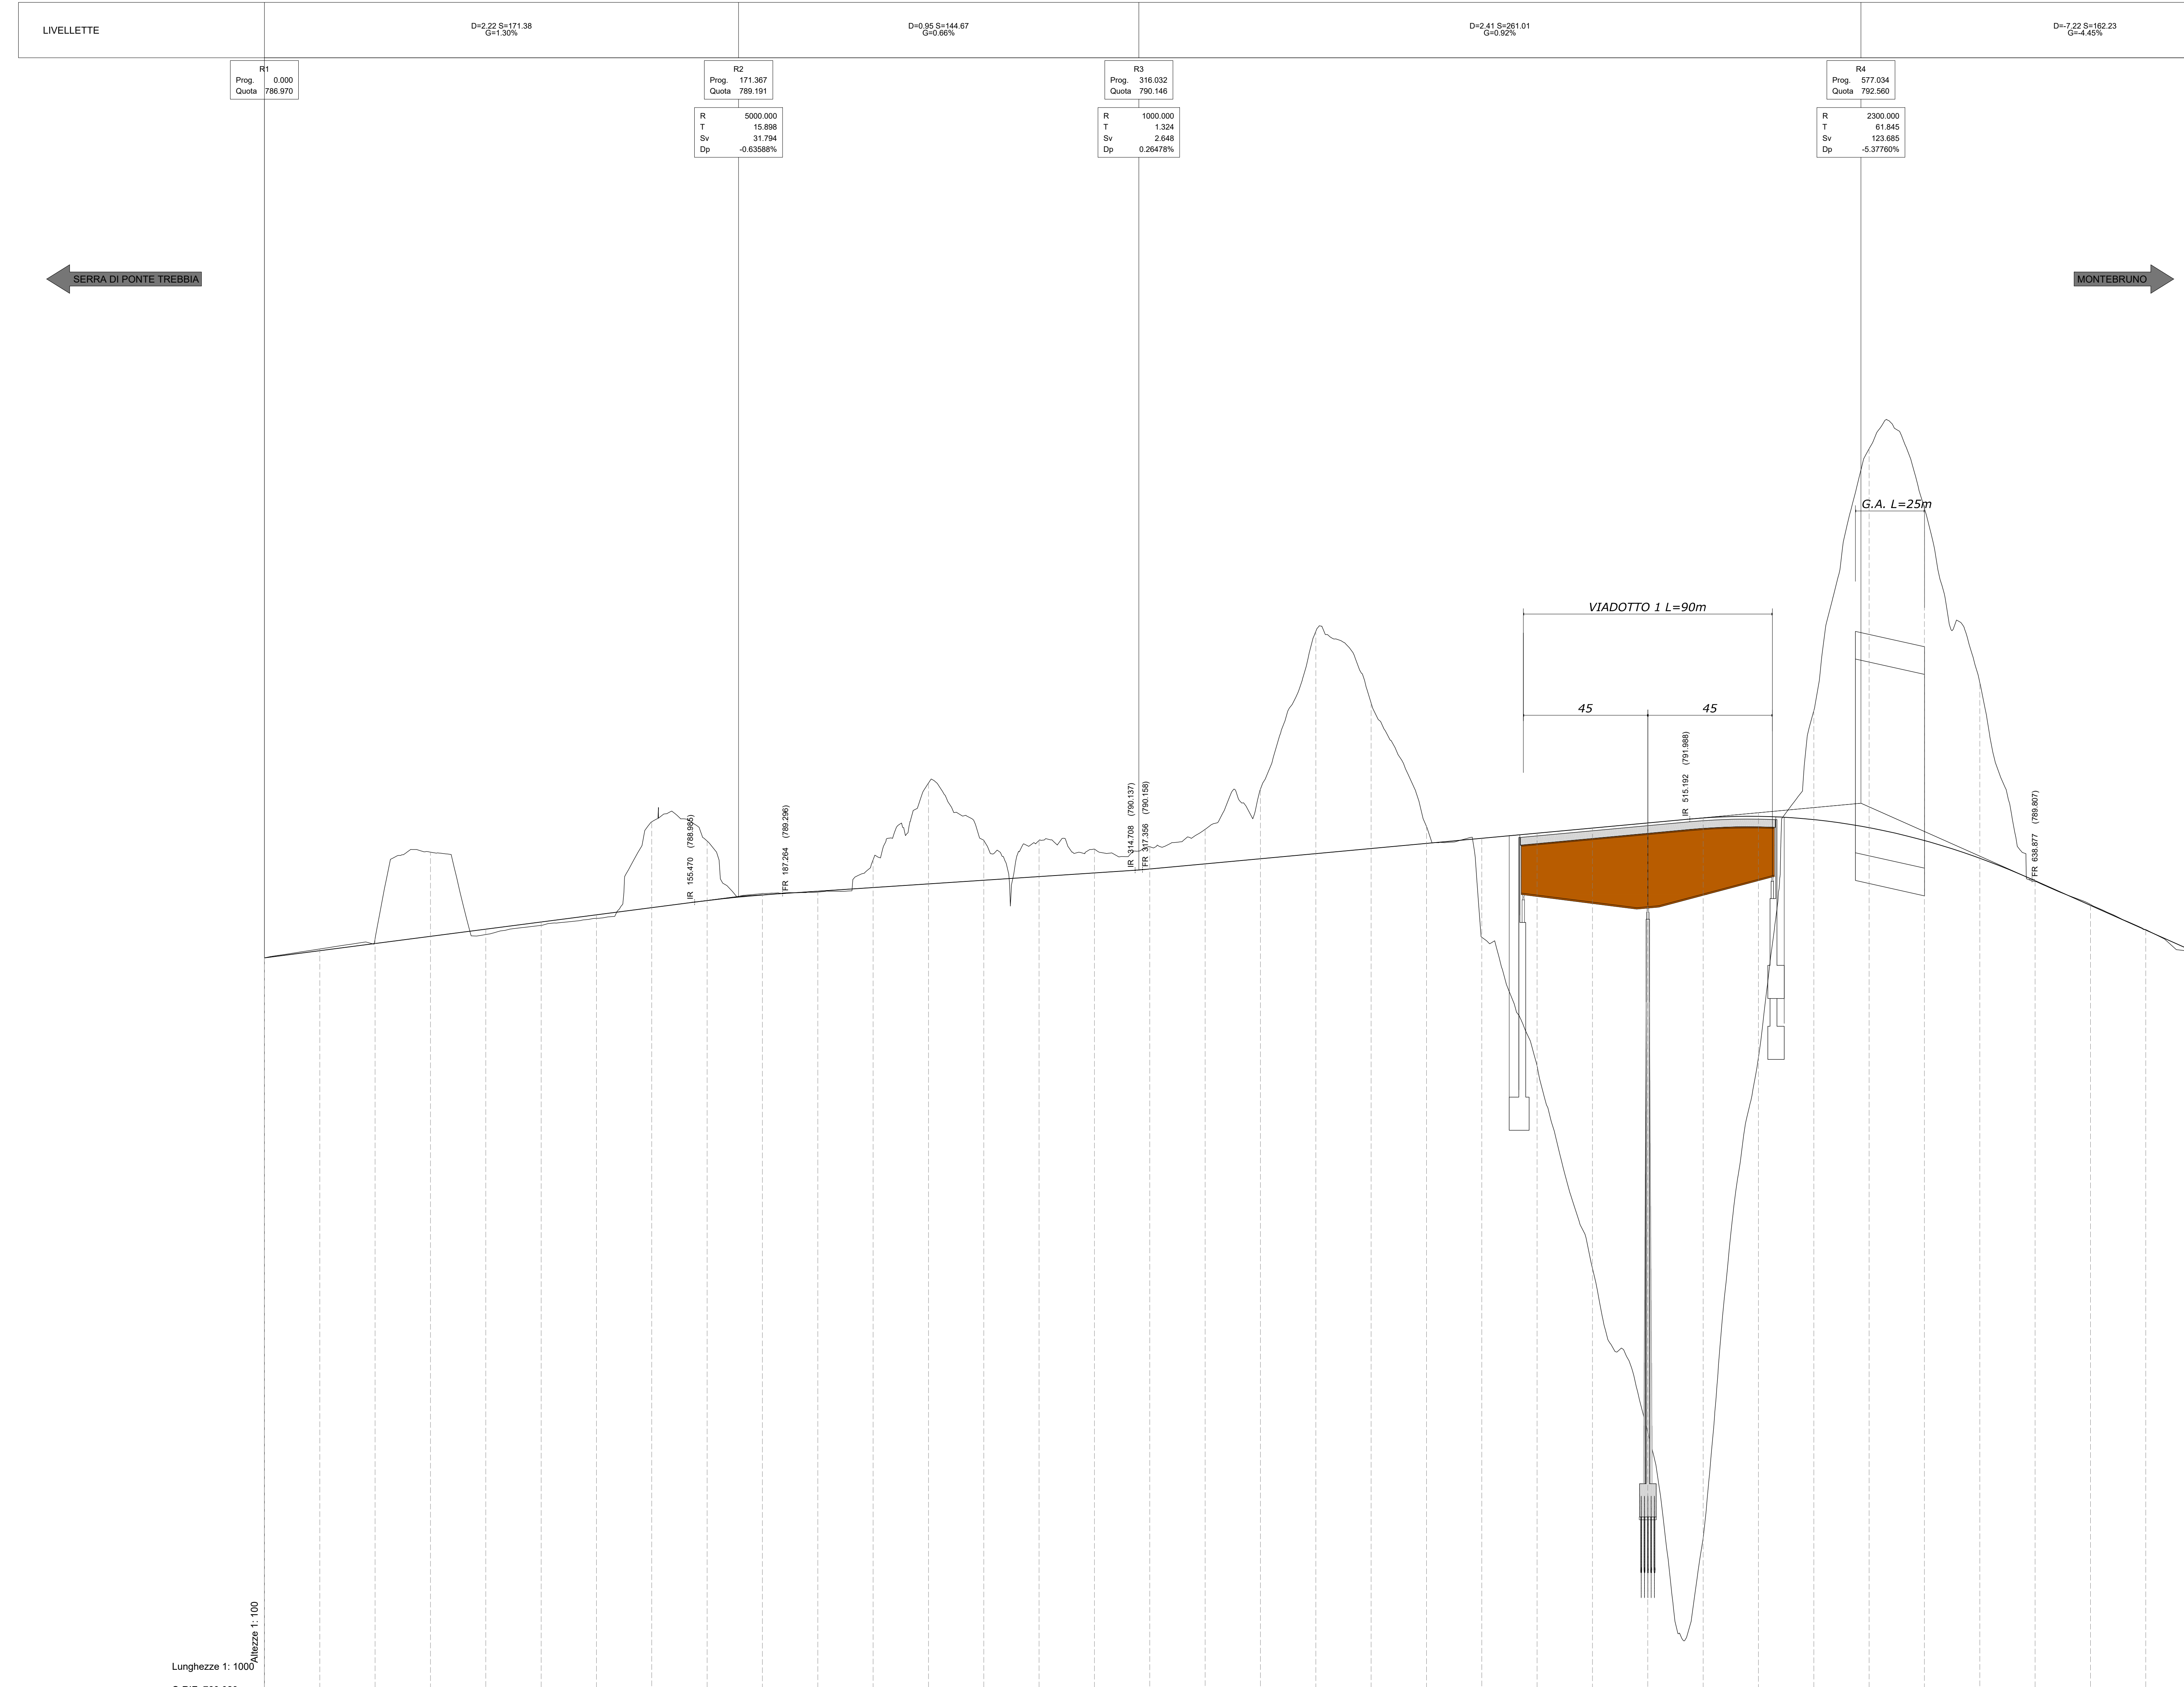 LIVELLETTE
D=2.22 S=171.38
G=1.30%
D=0.95 S=144.67
G=0.66%
D=2.41 S=261.01
G=0.92%
D=-7.22 S=162.23
G=-4.45%
R1
Prog. 0.000
Quota 786.970
R2
Prog. 171.367
Quota 789.191
R3
Prog. 316.032
Quota 790.146
R4
Prog. 577.034
Quota 792.560
R 5000.000
T 15.898
Sv 31.794
Dp -0.63588%
R 1000.000
T 1.324
Sv 2.648
Dp 0.26478%
R 2300.000
T 61.845
Sv 123.685
Dp -5.37760%
SERRA DI PONTE TREBBIA
MONTEBRUNO
G.A. L=25m
VIADOTTO 1 L=90m
45
45
IR 155.470 (788.985)
FR 187.264 (789.296)
IR 314.708 (790.137)
FR 317.356 (790.158)
IR 515.192 (791.988)
FR 638.877 (789.807)
Altezze 1: 100
Lunghezze 1: 1000